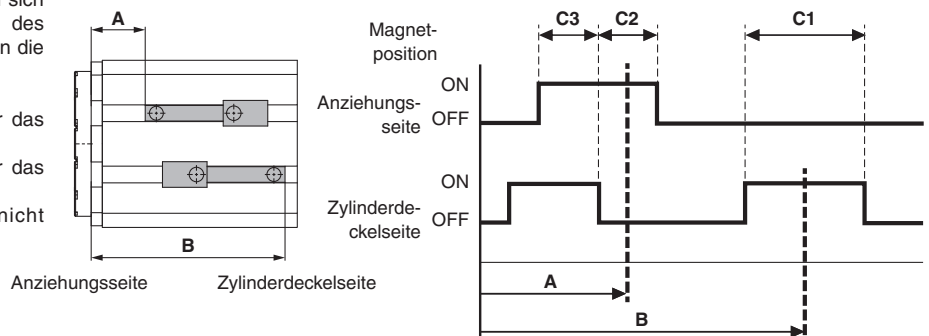 sich
des
n die
das
das
nicht
A
B
Anziehungsseite
Zylinderdeckelseite
C3
C2
C1
Magnet-
position
ON
Anziehungs-
seite
OFF
ON
Zylinderde-
ckelseite
OFF
A
B